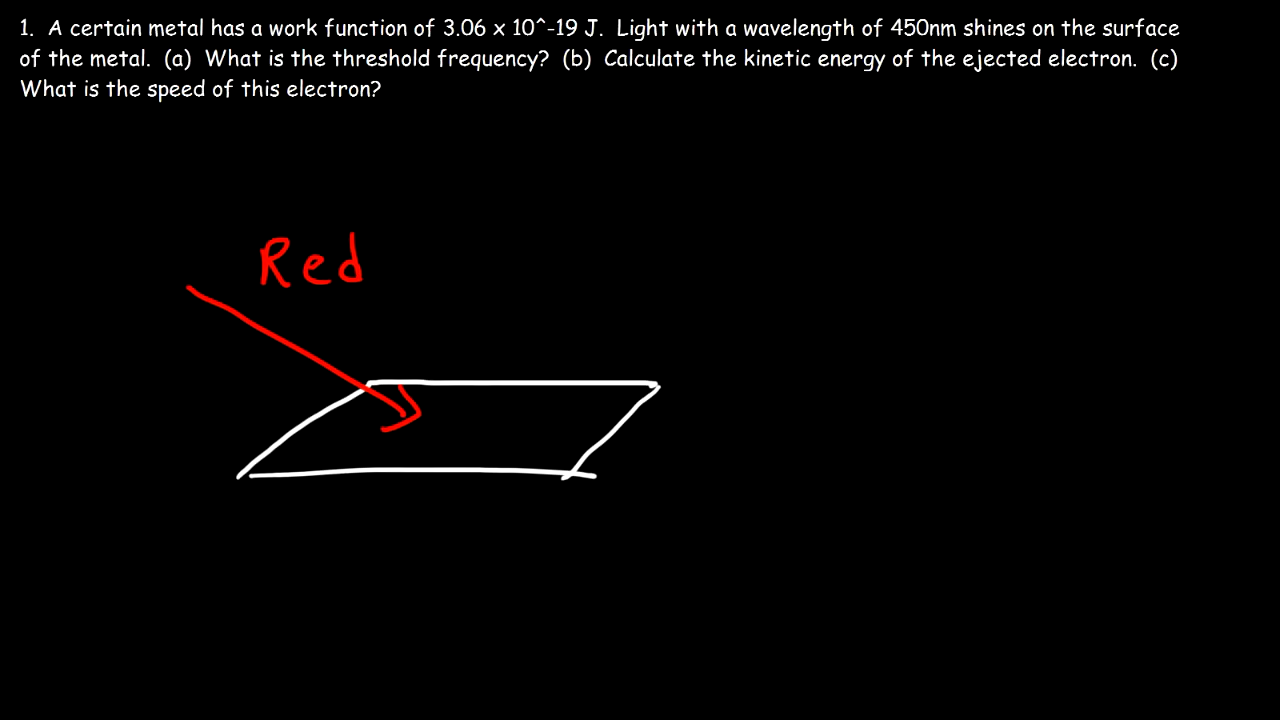 1. A certain metal has a work function of 3.06 x 10^-19 J. Light with a wavelength of 450nm shines on the surface
of the metal. (a) What is the threshold frequency? (b) Calculate the kinetic energy of the ejected electron. (c)
What is the speed of this electron?
Red